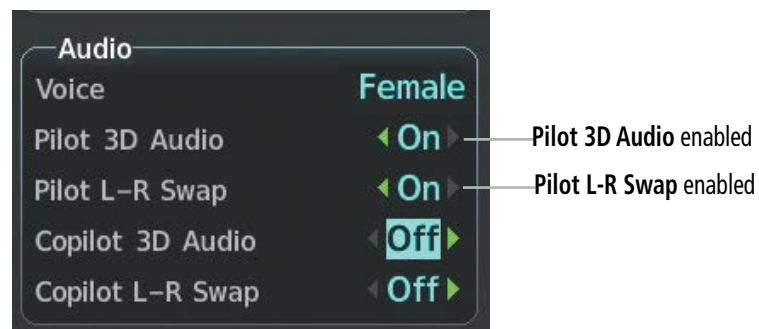 Audio
Voice Female
Pilot 3D Audio On
Pilot 3D Audio enabled
Pilot L-R Swap On
Pilot L-R Swap enabled
Copilot 3D Audio Off
Copilot L-R Swap Off